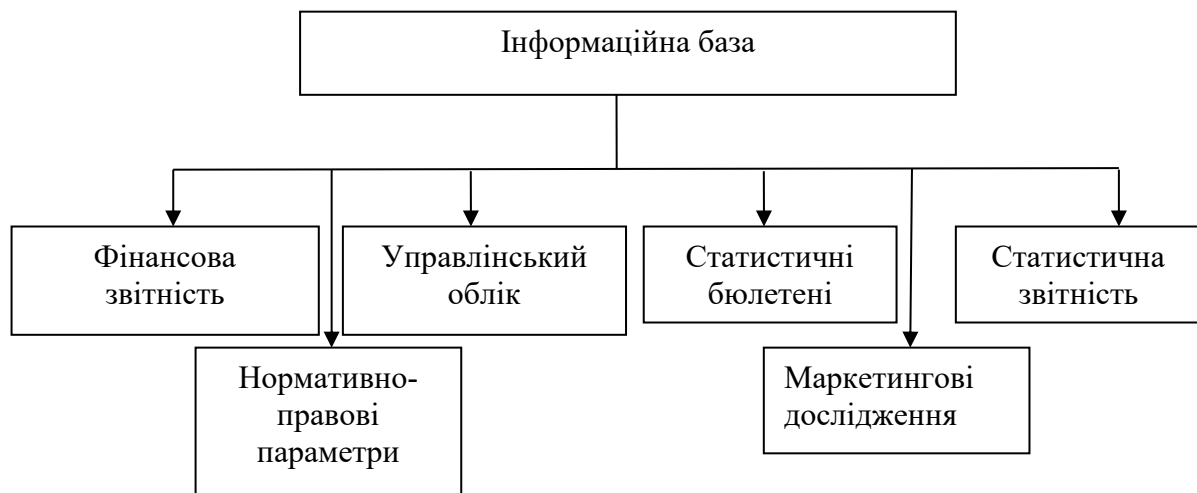 Інформаційна база
Фінансова
звітність
Управлінський
облік
Статистичні
бюлетені
Статистична
звітність
Нормативно-
правові
параметри
Маркетингові
дослідження